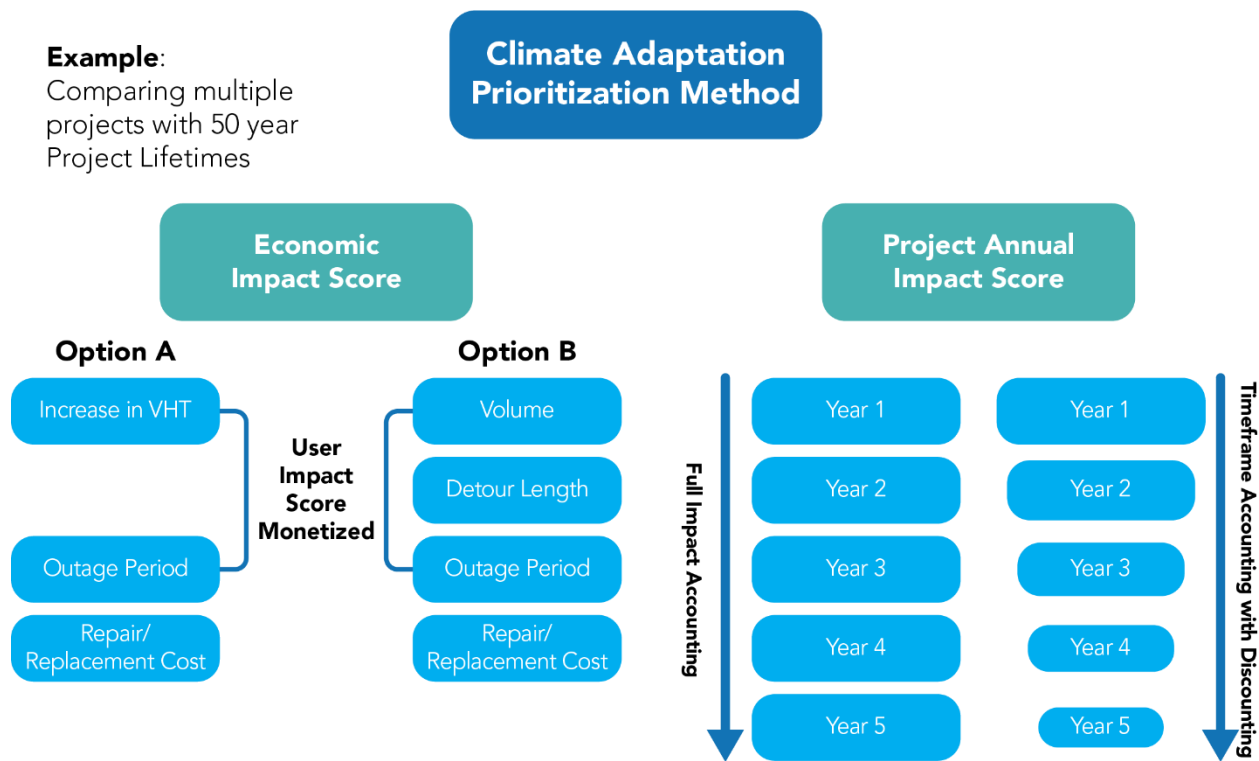 Example:
Comparing multiple
projects with 50 year
Project Lifetimes
Climate Adaptation
Prioritization Method
Economic
Impact Score
Option A
Increase in VHT
Outage Period
Repair/
Replacement Cost
User
Impact
Score
Monetized
Option B
Volume
Detour Length
Outage Period
Repair/
Replacement Cost
Project Annual
Impact Score
Full Impact Accounting
Year 1
Year 2
Year 3
Year 4
Year 5
Year 1
Year 2
Year 3
Year 4
Year 5
Timeframe Accounting with Discounting